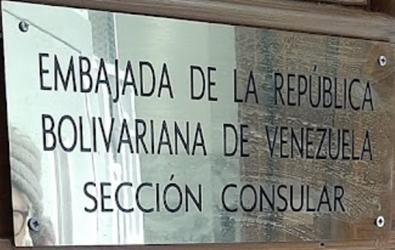 EMBAJADA DE LA REPÚBLICA
BOLIVARIANA DE VENEZUELA
SECCIÓN CONSULAR